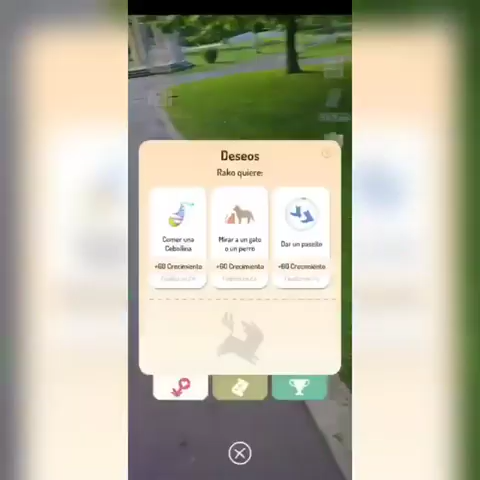 Deseos
Rako quiere:
Comer una
Cebollina
Mirar a un gato
o un perro
Dar un paseito
+60 Crecimiento
+60 Crecimiento
+60 Crecimiento